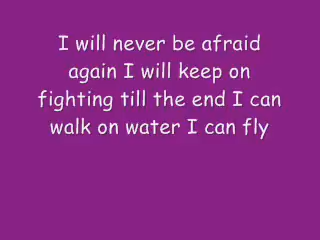 I will never be afraid
again I will keep on
fighting till the end I can
walk on water I can fly